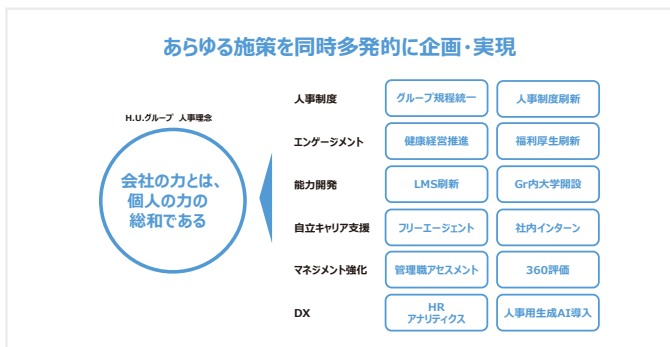 あらゆる施策を同時多発的に企画・実現
H.U.グループ 人事理念
会社の力とは、
個人の力の
総和である
人事制度
グループ規程統一
人事制度刷新
エンゲージメント
健康経営推進
福利厚生刷新
能力開発
LMS刷新
Gr内大学開設
自立キャリア支援
フリーエージェント
社内インターン
マネジメント強化
管理職アセスメント
360評価
DX
HR
アナリティクス
人事用生成AI導入